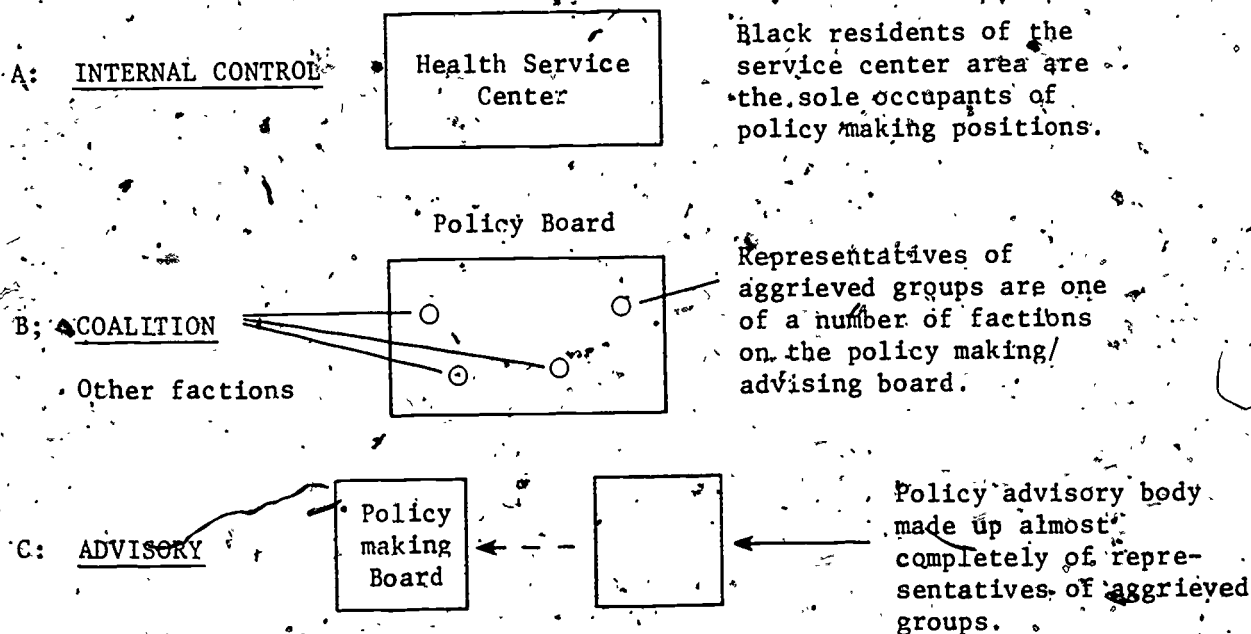 A: INTERNAL CONTROL
Health Service
Center
Black residents of the
service center area are
the sole occupants of
policy making positions.
Policy Board
B; COALITION
Other factions
Representatives of
aggrieved groups are one
of a number of factions
on the policy making/
advising board.
C: ADVISORY
Policy
making
Board
Policy advisory body
made up almost
completely of repre-
sentatives of aggrieved
groups.